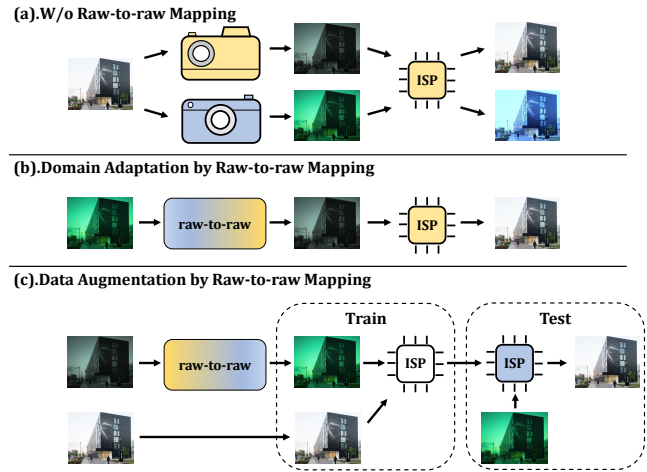 (a).W/o Raw-to-raw Mapping
ISP
(b).Domain Adaptation by Raw-to-raw Mapping
raw-to-raw
ISP
(c).Data Augmentation by Raw-to-raw Mapping
Train
Test
raw-to-raw
ISP
ISP